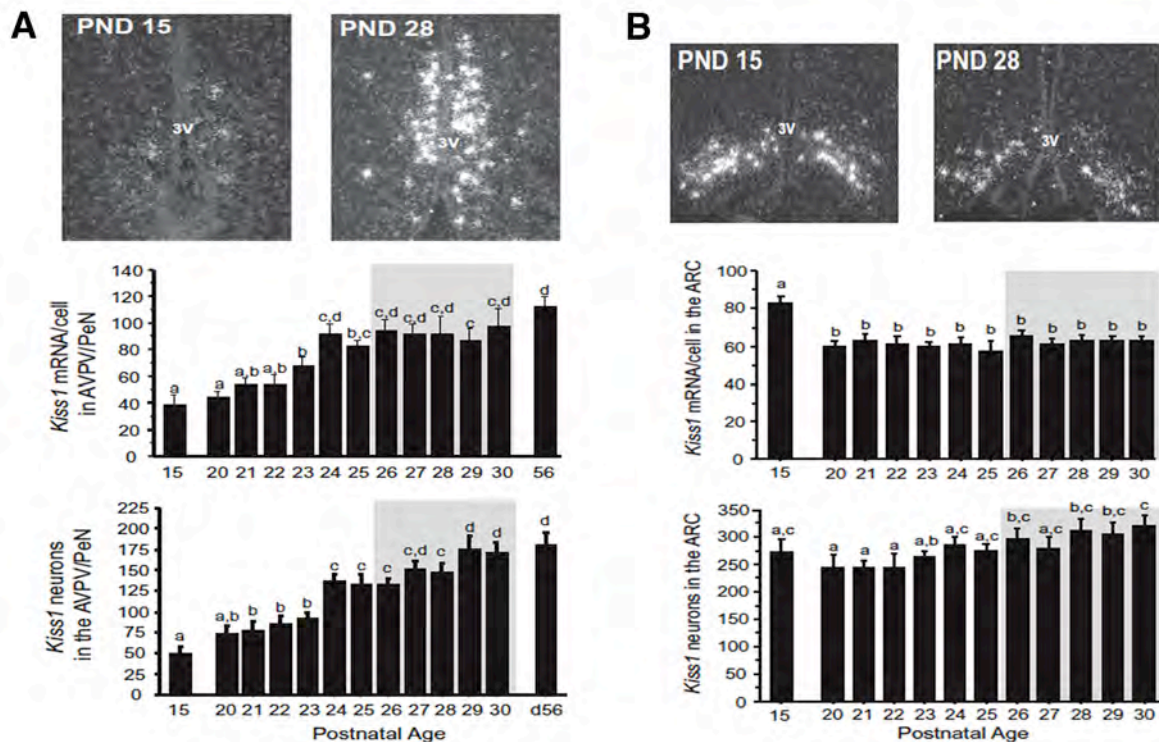 A
PND 15
3V
PND 28
3V
Kiss1 mRNA/cell
in AVPV/PeN
140
120
100
80
60
40
20
0
a
a
a,b
a,b
b
c,d
b,c
c,d
c,d
c,d
c
c,d
d
15 20 21 22 23 24 25 26 27 28 29 30 56
Kiss1 neurons
in the AVPV/PeN
225
200
175
150
125
100
75
50
25
0
a
a,b
b
b
b
c
c
c
c,d
c
d
d
d
15 20 21 22 23 24 25 26 27 28 29 30 d56
Postnatal Age
B
PND 15
3V
PND 28
3V
Kiss1 mRNA/cell in the ARC
100
80
60
40
20
0
a
b
b
b
b
b
b
b
b
b
b
b
15 20 21 22 23 24 25 26 27 28 29 30
Kiss1 neurons in the ARC
350
300
250
200
150
100
50
0
a,c
a
a
a
a,b
a,c
a,c
b,c
a,c
b,c
b,c
c
15 20 21 22 23 24 25 26 27 28 29 30
Postnatal Age